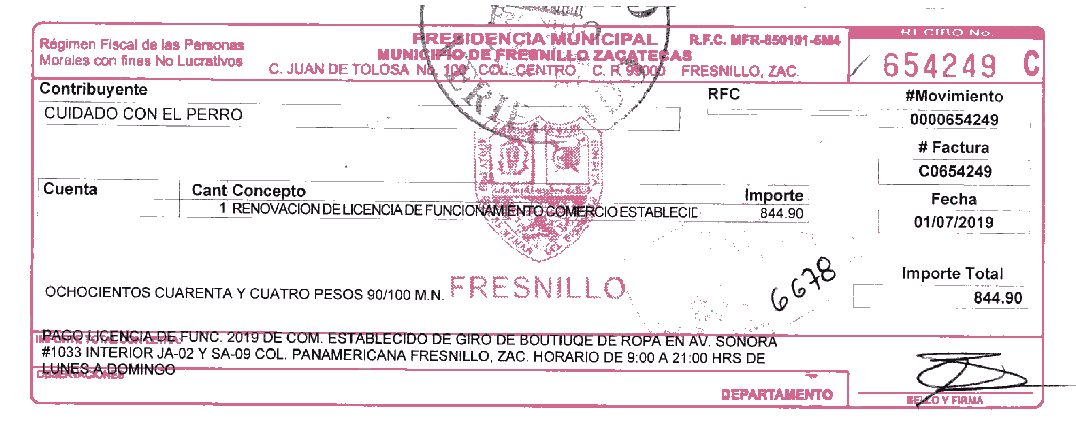 PRESIDENCIA MUNICIPAL
MUNICIPIO DE FRESNILLO ZACATECAS
C. JUAN DE TOLOSA No. 100 COL. CENTRO, C. P. 99000 FRESNILLO, ZAC.
R.F.C. MFR-850101-5M4
Régimen Fiscal de las Personas
Morales con fines No Lucrativos
RECIBO No.
654249 C
Contribuyente
CUIDADO CON EL PERRO
RFC
#Movimiento
0000654249
# Factura
C0654249
Fecha
01/07/2019
Cuenta Cant Concepto Importe
1 RENOVACION DE LICENCIA DE FUNCIONAMIENTO COMERCIO ESTABLECID 844.90
FRESNILLO
6678
Importe Total
844.90
OCHOCIENTOS CUARENTA Y CUATRO PESOS 90/100 M.N.
IMPORTE TOTAL CON LETRA
PAGO LICENCIA DE FUNC. 2019 DE COM. ESTABLECIDO DE GIRO DE BOUTIUQE DE ROPA EN AV. SONORA
#1033 INTERIOR JA-02 Y SA-09 COL. PANAMERICANA FRESNILLO, ZAC. HORARIO DE 9:00 A 21:00 HRS DE
LUNES A DOMINGO
OBSERVACIONES
DEPARTAMENTO
SELLO Y FIRMA